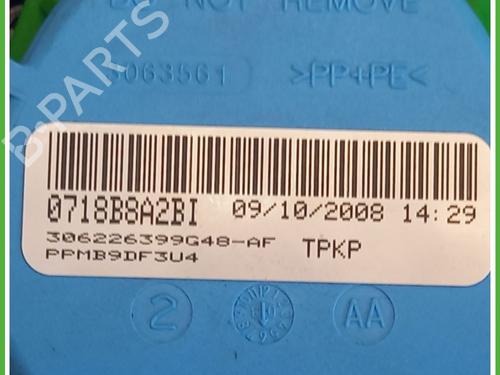 DO NOT REMOVE
3063561 >PP+PE<
B-PARTS
0718B8A2BI 09/10/2008 14:29
306226399G48-AF TPKP
PPMB9DF3U4
2 AA